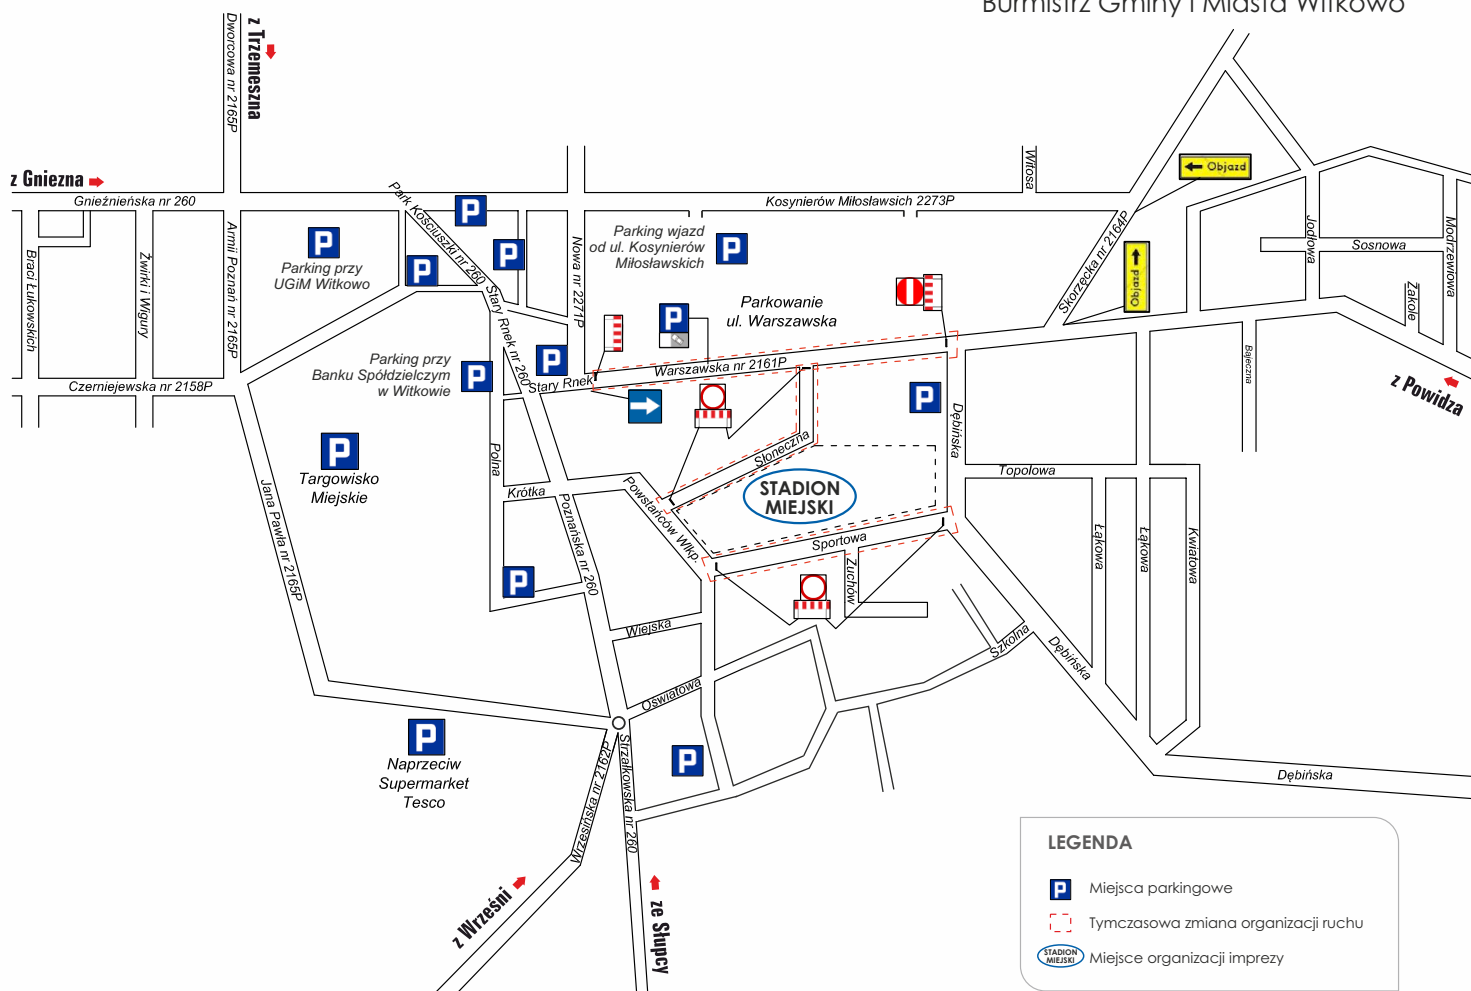 Burmistrz Gminy i Miasta Witkowo
z Trzemeszna
Dworcowa nr 2165P
z Gniezna
Gnieźnieńska nr 260
Park Kościuszki nr 260
Kosynierów Miłosławsich 2273P
Witosa
Objazd
Objazd
Skorzęcka nr 2164P
Jodłowa
Sosnowa
Modrzewiowa
Zakole
Bajeczna
z Powidza
Braci Łukowskich
Żwirki i Wigury
Armii Poznań nr 2165P
P
Parking przy
UGiM Witkowo
P
P
P
Nowa nr 2271P
Parking wjazd
od ul. Kosynierów
Miłosławskich
P
Parkowanie
ul. Warszawska
P
Stary Rnek nr 260
Parking przy
Banku Spółdzielczym
w Witkowie
P
P
Stary Rnek
Warszawska nr 2161P
P
Dębińska
Czerniejewska nr 2158P
P
Targowisko
Miejskie
Jana Pawła nr 2165P
Polna
Krótka
Poznańska nr 260
Powstańców Wlkp.
Słoneczna
STADION
MIEJSKI
Sportowa
Zuchów
Topolowa
Łąkowa
Łąkowa
Kwiatowa
P
Wiejska
Oświatowa
Szkolna
Dębińska
Dębińska
P
Naprzeciw
Supermarket
Tesco
P
Wrzesińska nr 2162P
Strzałkowska nr 260
z Wrześni
ze Słupcy
LEGENDA
P Miejsca parkingowe
Tymczasowa zmiana organizacji ruchu
STADION
MIEJSKI
Miejsce organizacji imprezy